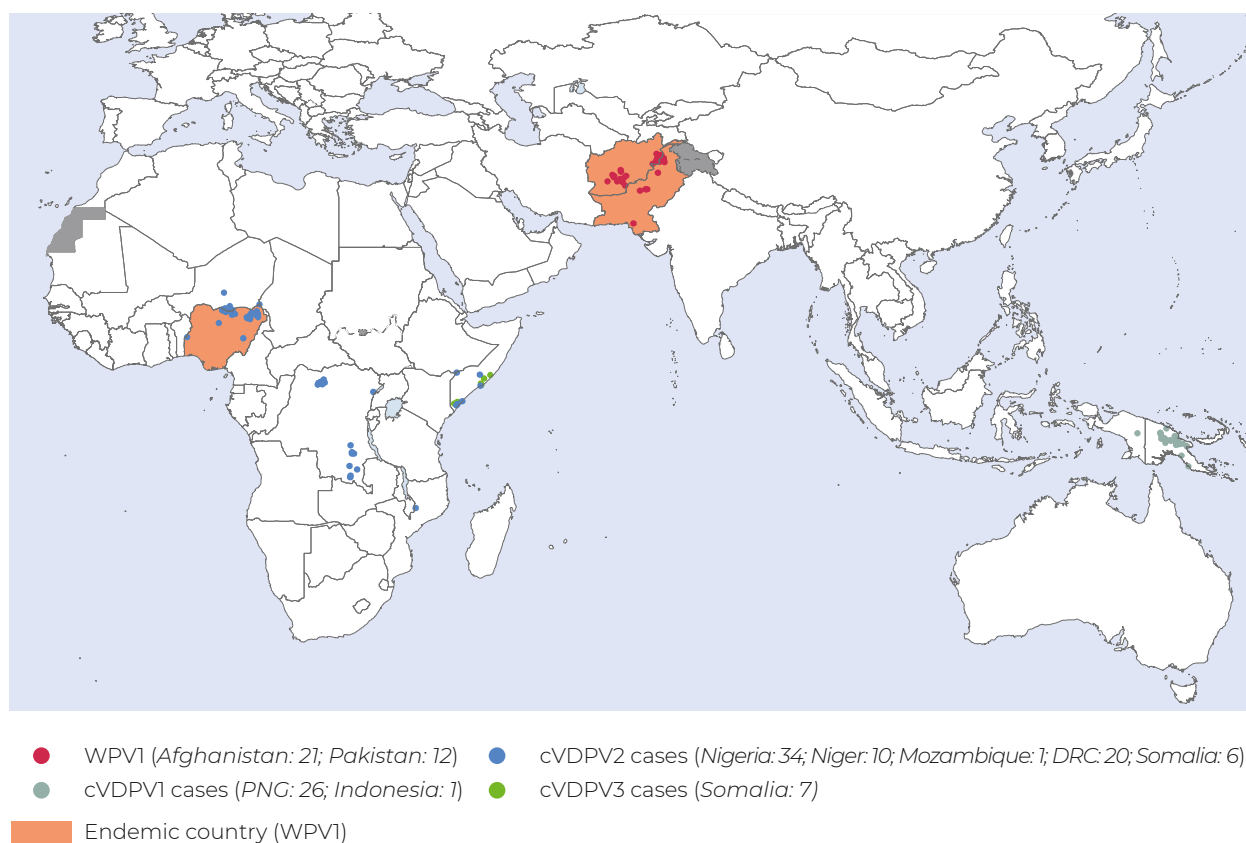 WPV1 (Afghanistan: 21; Pakistan: 12)
cVDPV2 cases (Nigeria: 34; Niger: 10; Mozambique: 1; DRC: 20; Somalia: 6)
cVDPV1 cases (PNG: 26; Indonesia: 1)
cVDPV3 cases (Somalia: 7)
Endemic country (WPV1)